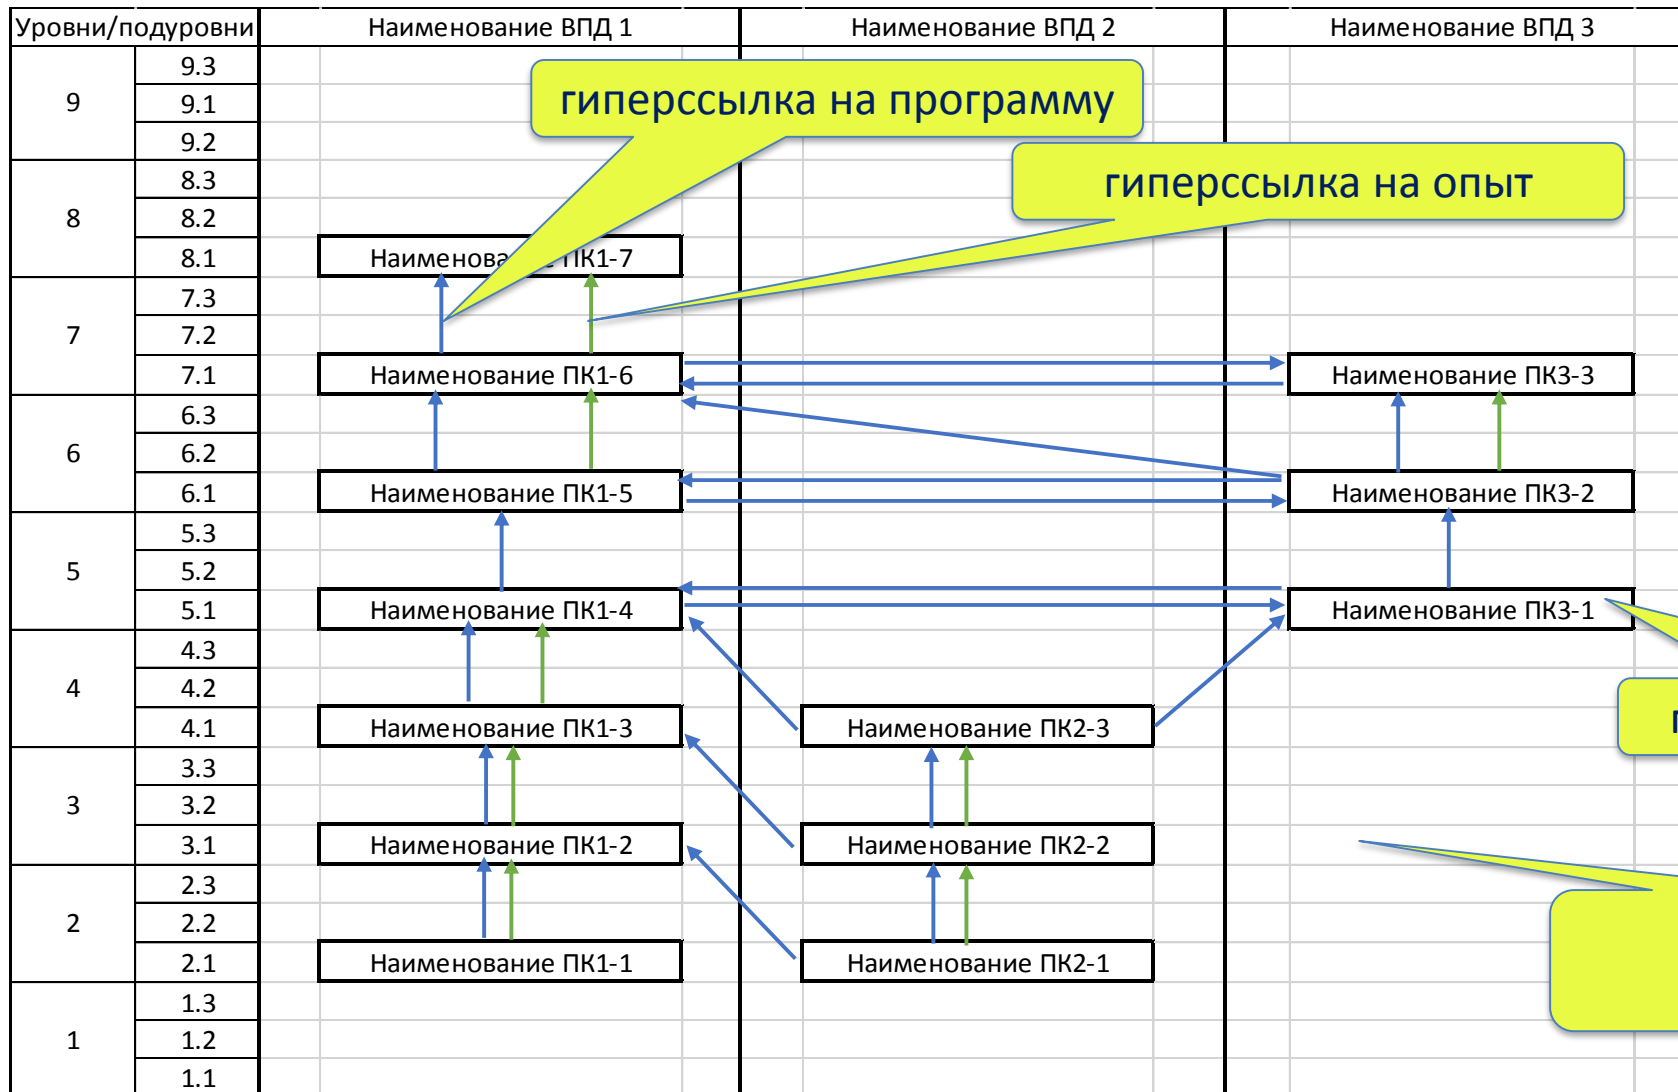 Уровни/подуровни Наименование ВПД 1 Наименование ВПД 2 Наименование ВПД 3
9.3
гиперссылка на программу
9 9.1
9.2
8.3
гиперссылка на опыт
8 8.2
8.1 Наименова ПК1-7
7.3
7 7.2
7.1 Наименование ПК1-6 Наименование ПК3-3
6.3
6 6.2
6.1 Наименование ПК1-5 Наименование ПК3-2
5.3
5 5.2
5.1 Наименование ПК1-4 Наименование ПК3-1
4.3
4 4.2
4.1 Наименование ПК1-3 Наименование ПК2-3
3.3
3 3.2
3.1 Наименование ПК1-2 Наименование ПК2-2
2.3
2 2.2
2.1 Наименование ПК1-1 Наименование ПК2-1
1.3
1 1.2
1.1